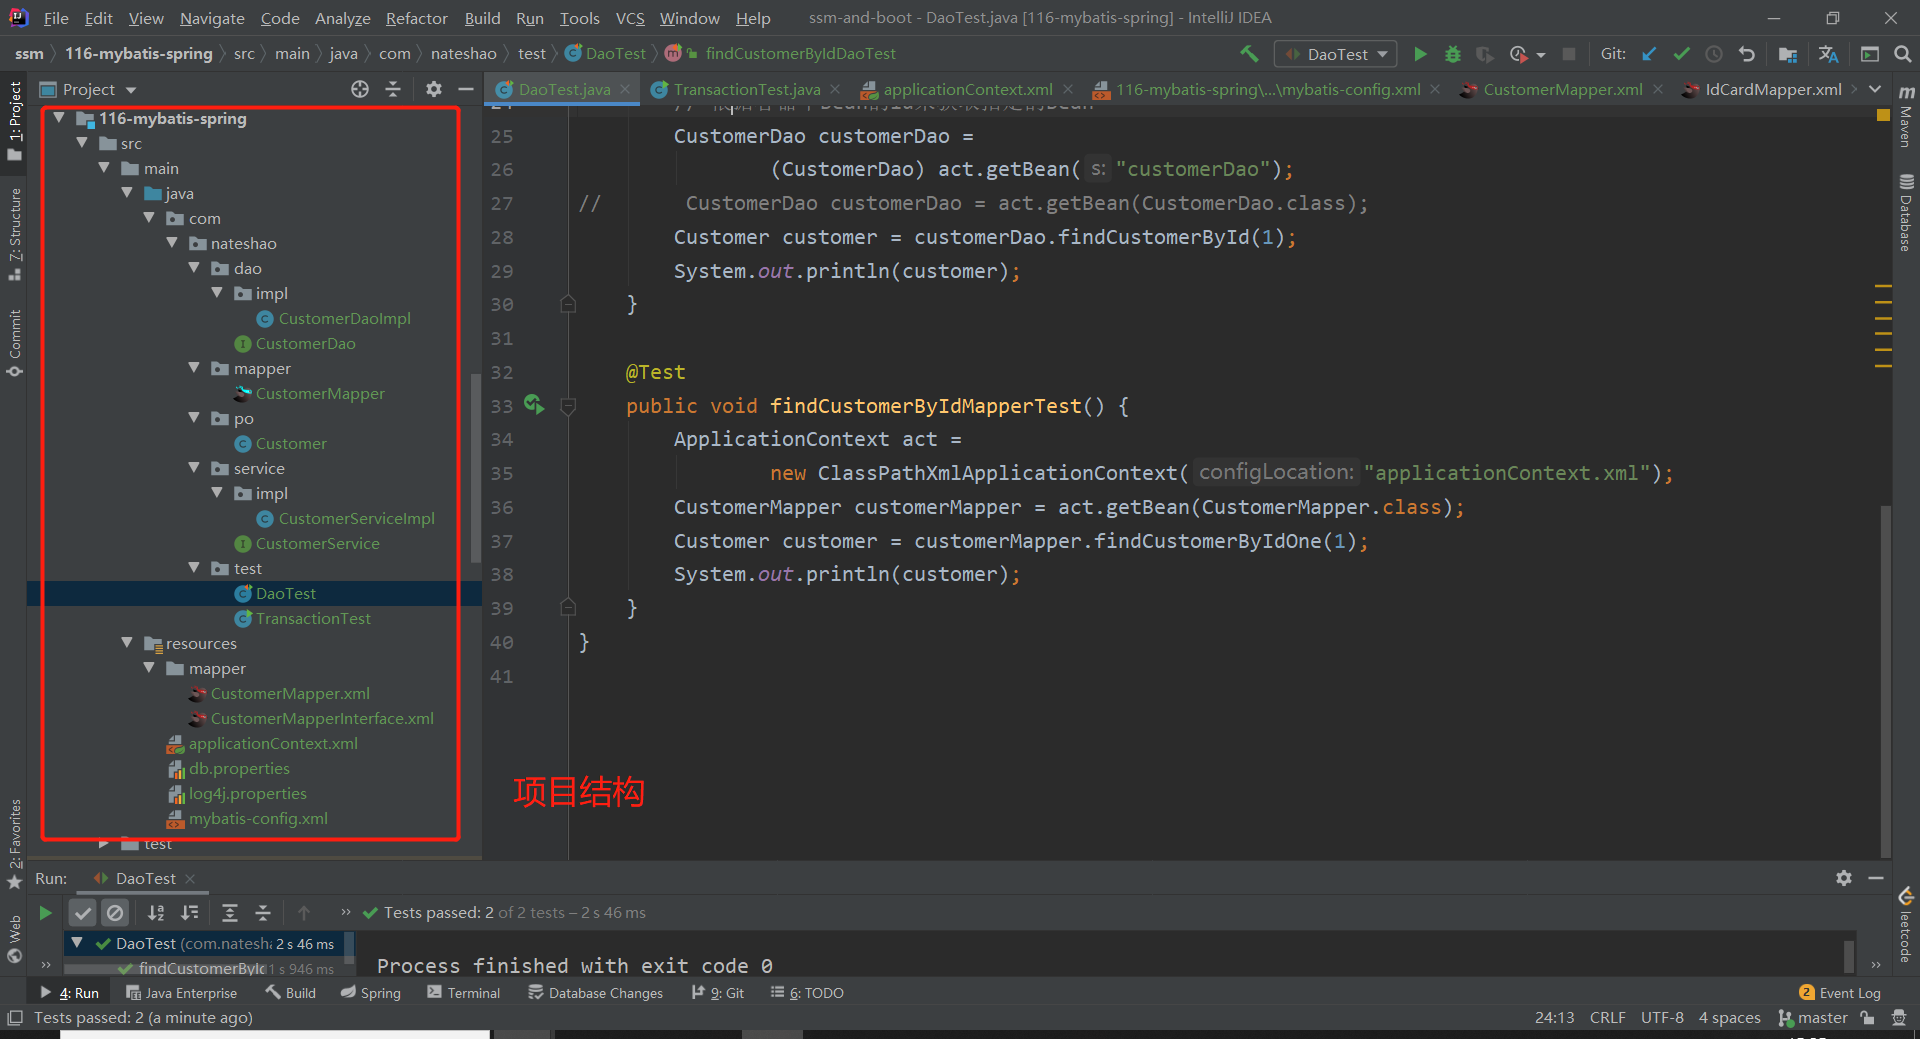 File Edit View Navigate Code Analyze Refactor Build Run Tools VCS Window Help ssm-and-boot - DaoTest.java [116-mybatis-spring] - IntelliJ IDEA
ssm 116-mybatis-spring src main java com nateshao test DaoTest findCustomerByIdDaoTest DaoTest Git:
Project DaoTest.java TransactionTest.java applicationContext.xml 116-mybatis-spring\...\mybatis-config.xml CustomerMapper.xml IdCardMapper.xml
1: Project
7: Structure
Commit
2: Favorites
Web
116-mybatis-spring
src
main
java
com
nateshao
dao
impl
CustomerDaoImpl
CustomerDao
mapper
CustomerMapper
po
Customer
service
impl
CustomerServiceImpl
CustomerService
test
DaoTest
TransactionTest
resources
mapper
CustomerMapper.xml
CustomerMapperInterface.xml
applicationContext.xml
db.properties
log4j.properties
mybatis-config.xml
test
25 CustomerDao customerDao =
26 (CustomerDao) act.getBean( s: "customerDao");
27 // CustomerDao customerDao = act.getBean(CustomerDao.class);
28 Customer customer = customerDao.findCustomerById(1);
29 System.out.println(customer);
30 }
31
32 @Test
33 public void findCustomerByIdMapperTest() {
34 ApplicationContext act =
35 new ClassPathXmlApplicationContext( configLocation: "applicationContext.xml");
36 CustomerMapper customerMapper = act.getBean(CustomerMapper.class);
37 Customer customer = customerMapper.findCustomerByIdOne(1);
38 System.out.println(customer);
39 }
40 }
41
项目结构
Maven
Database
leetcode
Run: DaoTest
Tests passed: 2 of 2 tests – 2 s 46 ms
DaoTest (com.natesha 2 s 46 ms
1 s 946 ms
Process finished with exit code 0
4: Run Java Enterprise Build Spring Terminal Database Changes 9: Git 6: TODO 2 Event Log
Tests passed: 2 (a minute ago) 24:13 CRLF UTF-8 4 spaces master